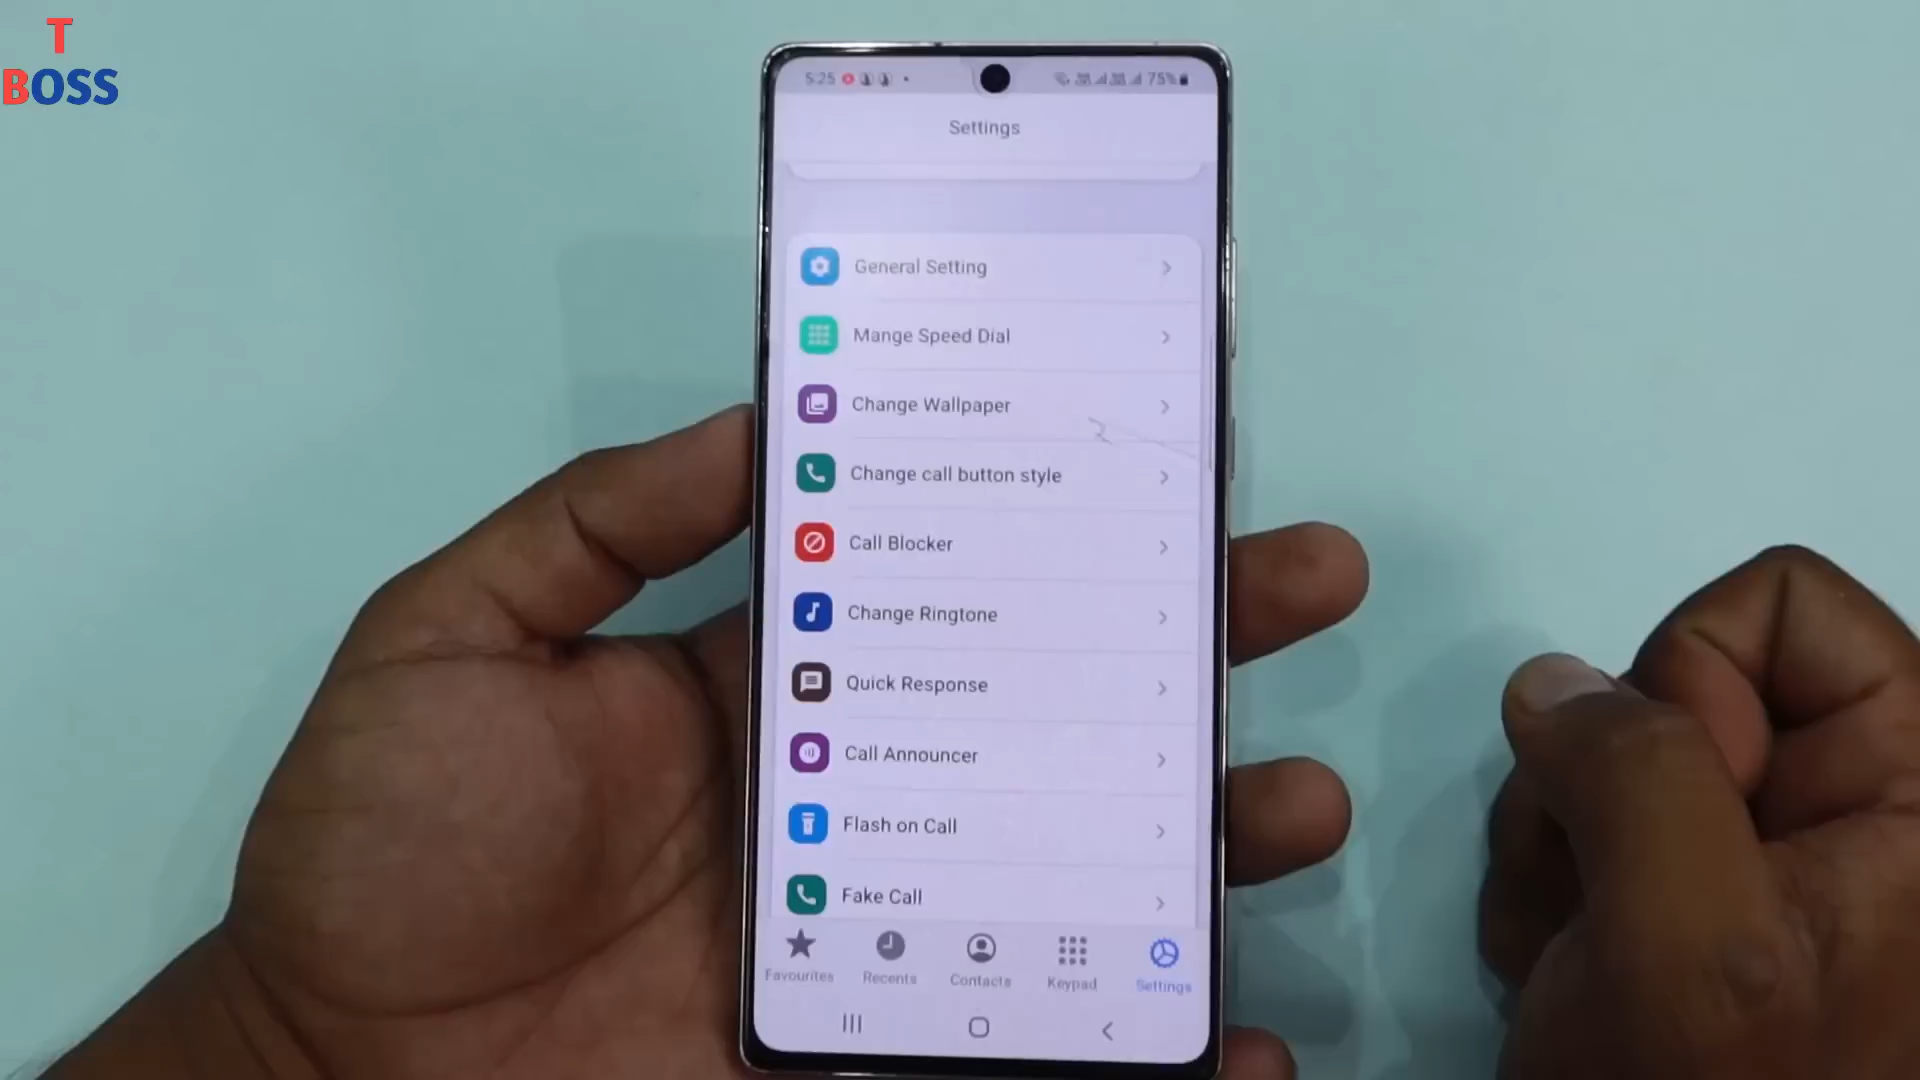 T
BOSS
5:25
75%
Settings
General Setting
Mange Speed Dial
Change Wallpaper
Change call button style
Call Blocker
Change Ringtone
Quick Response
Call Announcer
Flash on Call
Fake Call
Favourites Recents Contacts Keypad Settings